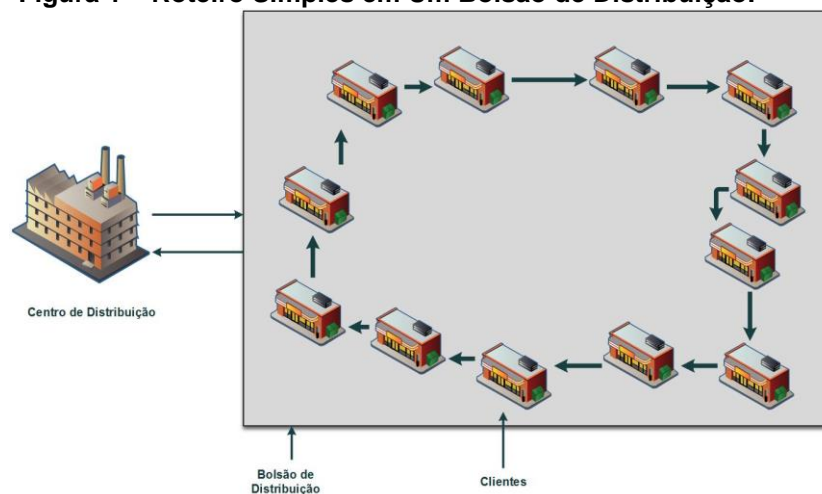 Figura 1 – Roteiro Simples em Um Bolsão de Distribuição.
Centro de Distribuição
Bolsão de
Distribuição
Clientes